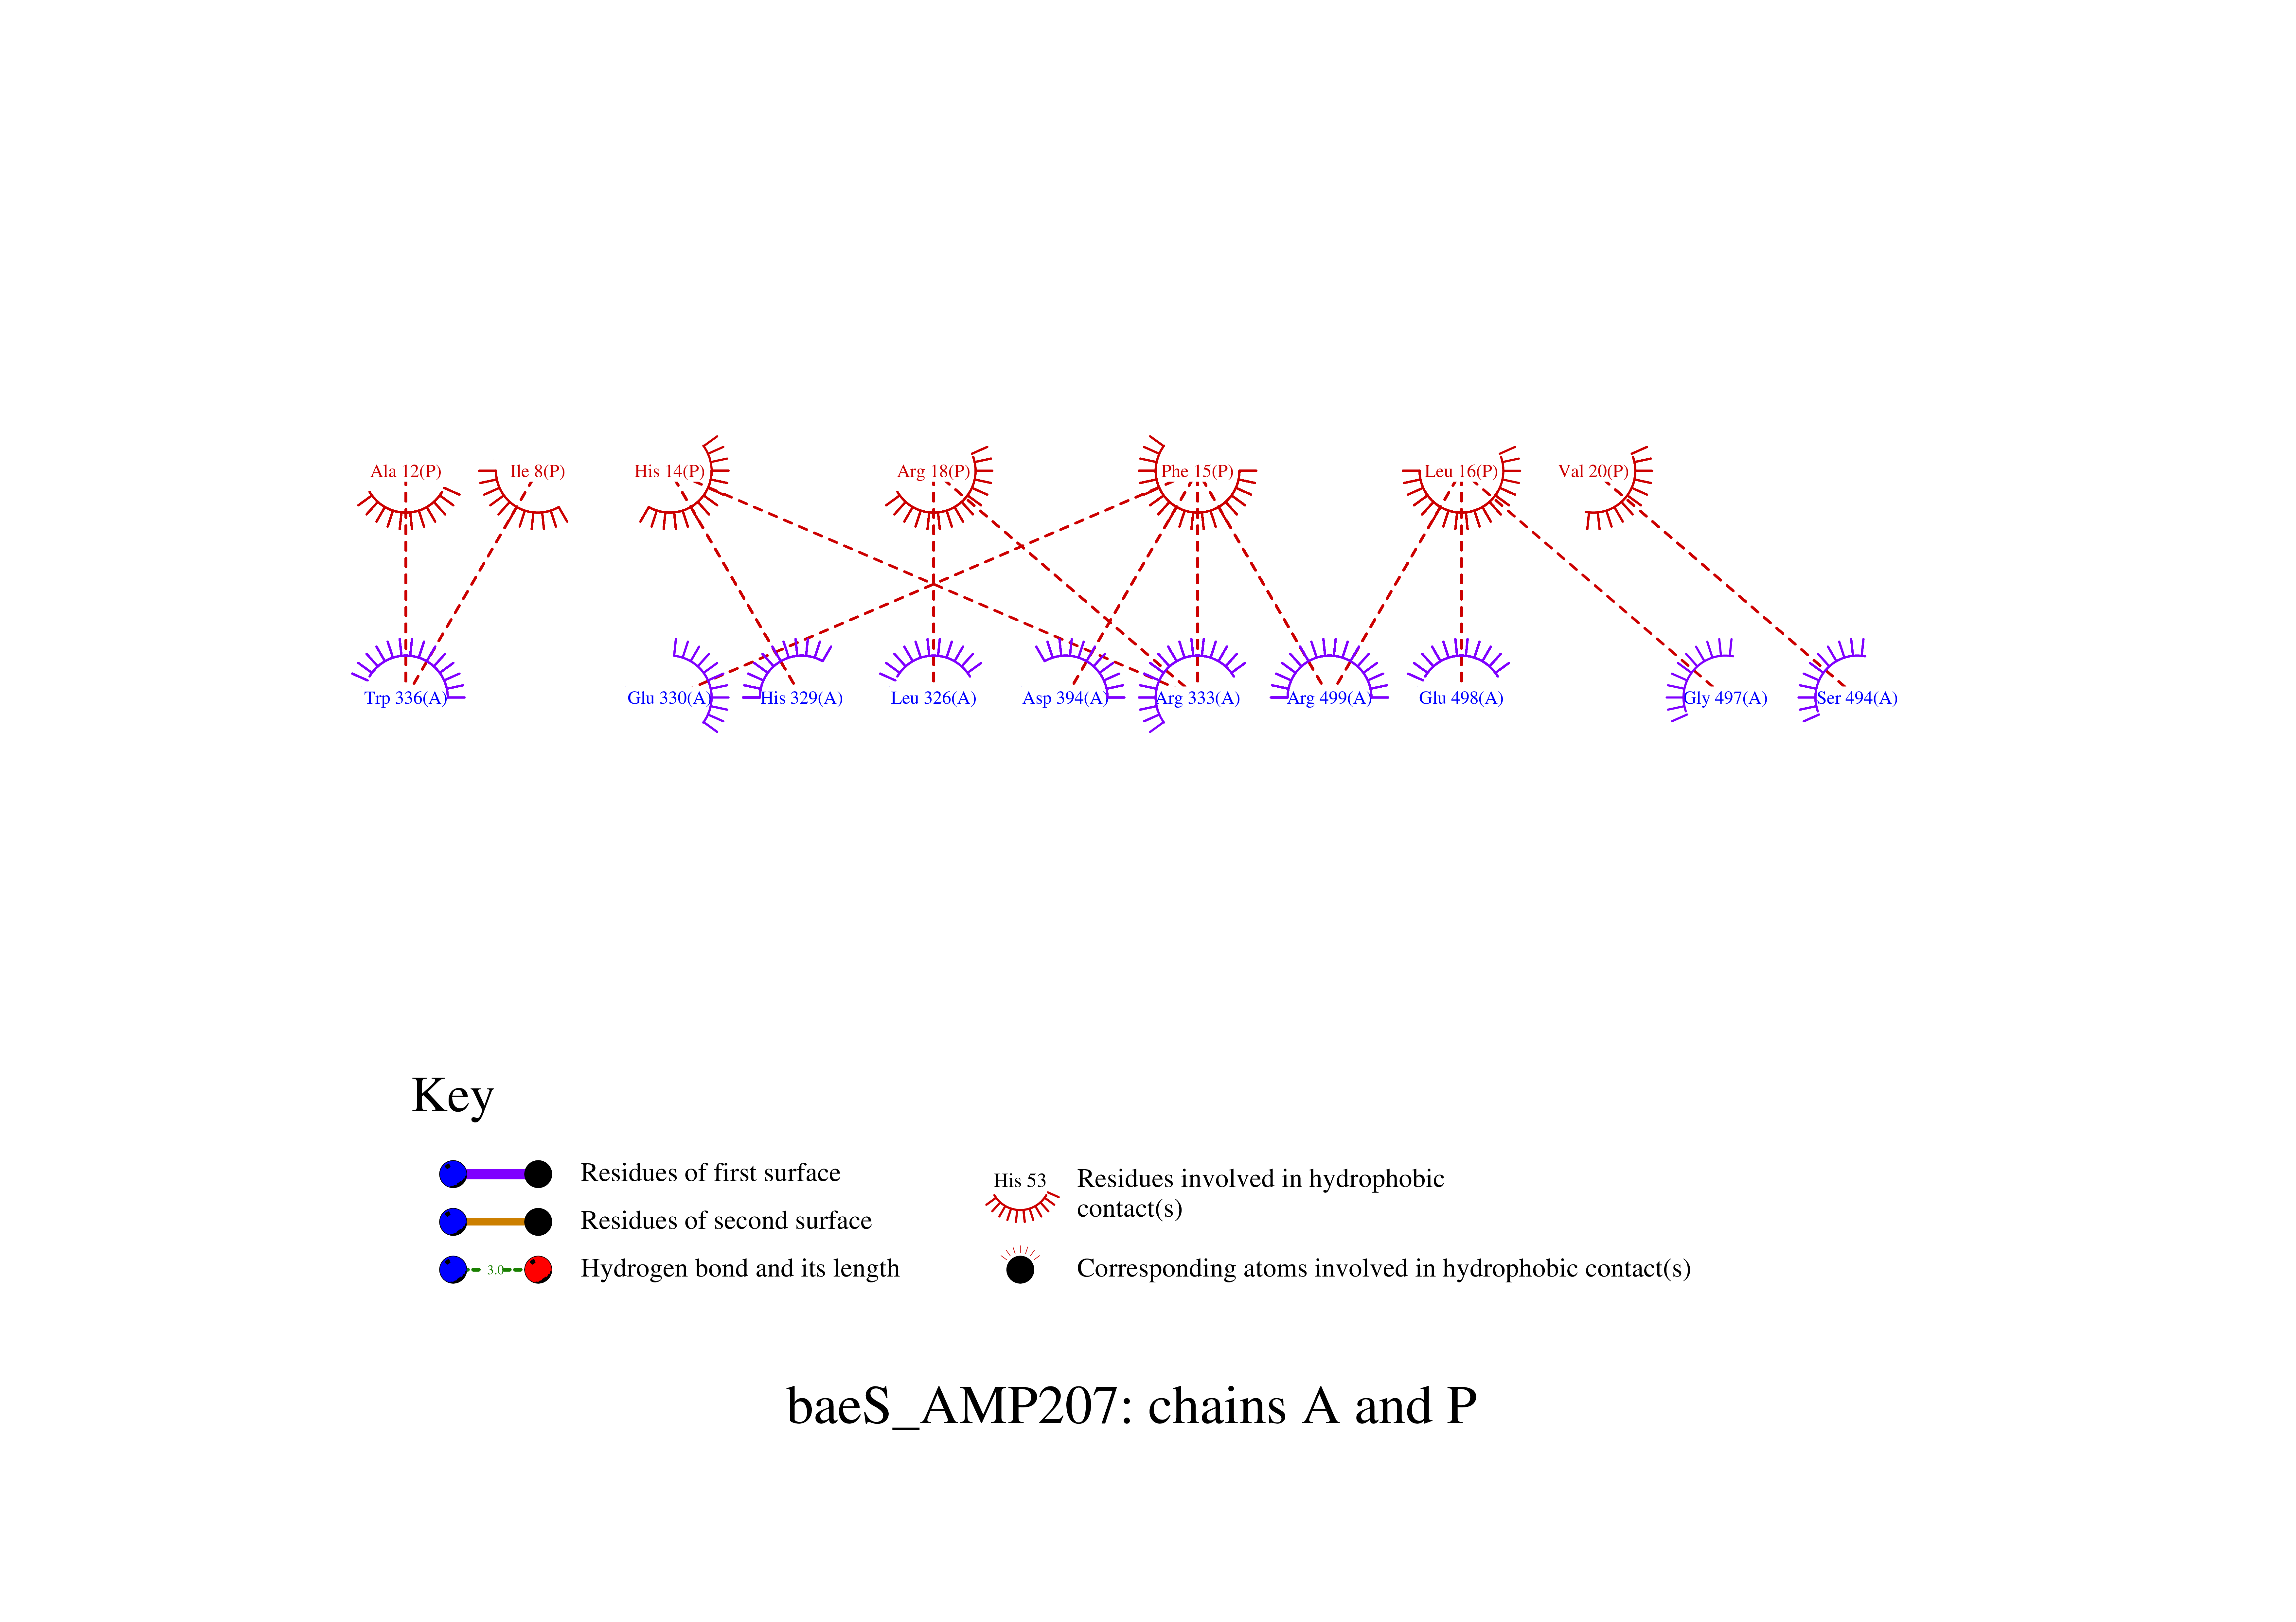 Ala 12(P) Ile 8(P) His 14(P) Arg 18(P) Phe 15(P) Leu 16(P) Val 20(P)
Trp 336(A) Glu 330(A) His 329(A) Leu 326(A) Asp 394(A) Arg 333(A) Arg 499(A) Glu 498(A) Gly 497(A) Ser 494(A)
Key
Residues of first surface
Residues of second surface
3.0 Hydrogen bond and its length
His 53 Residues involved in hydrophobic
contact(s)
Corresponding atoms involved in hydrophobic contact(s)
baeS_AMP207: chains A and P